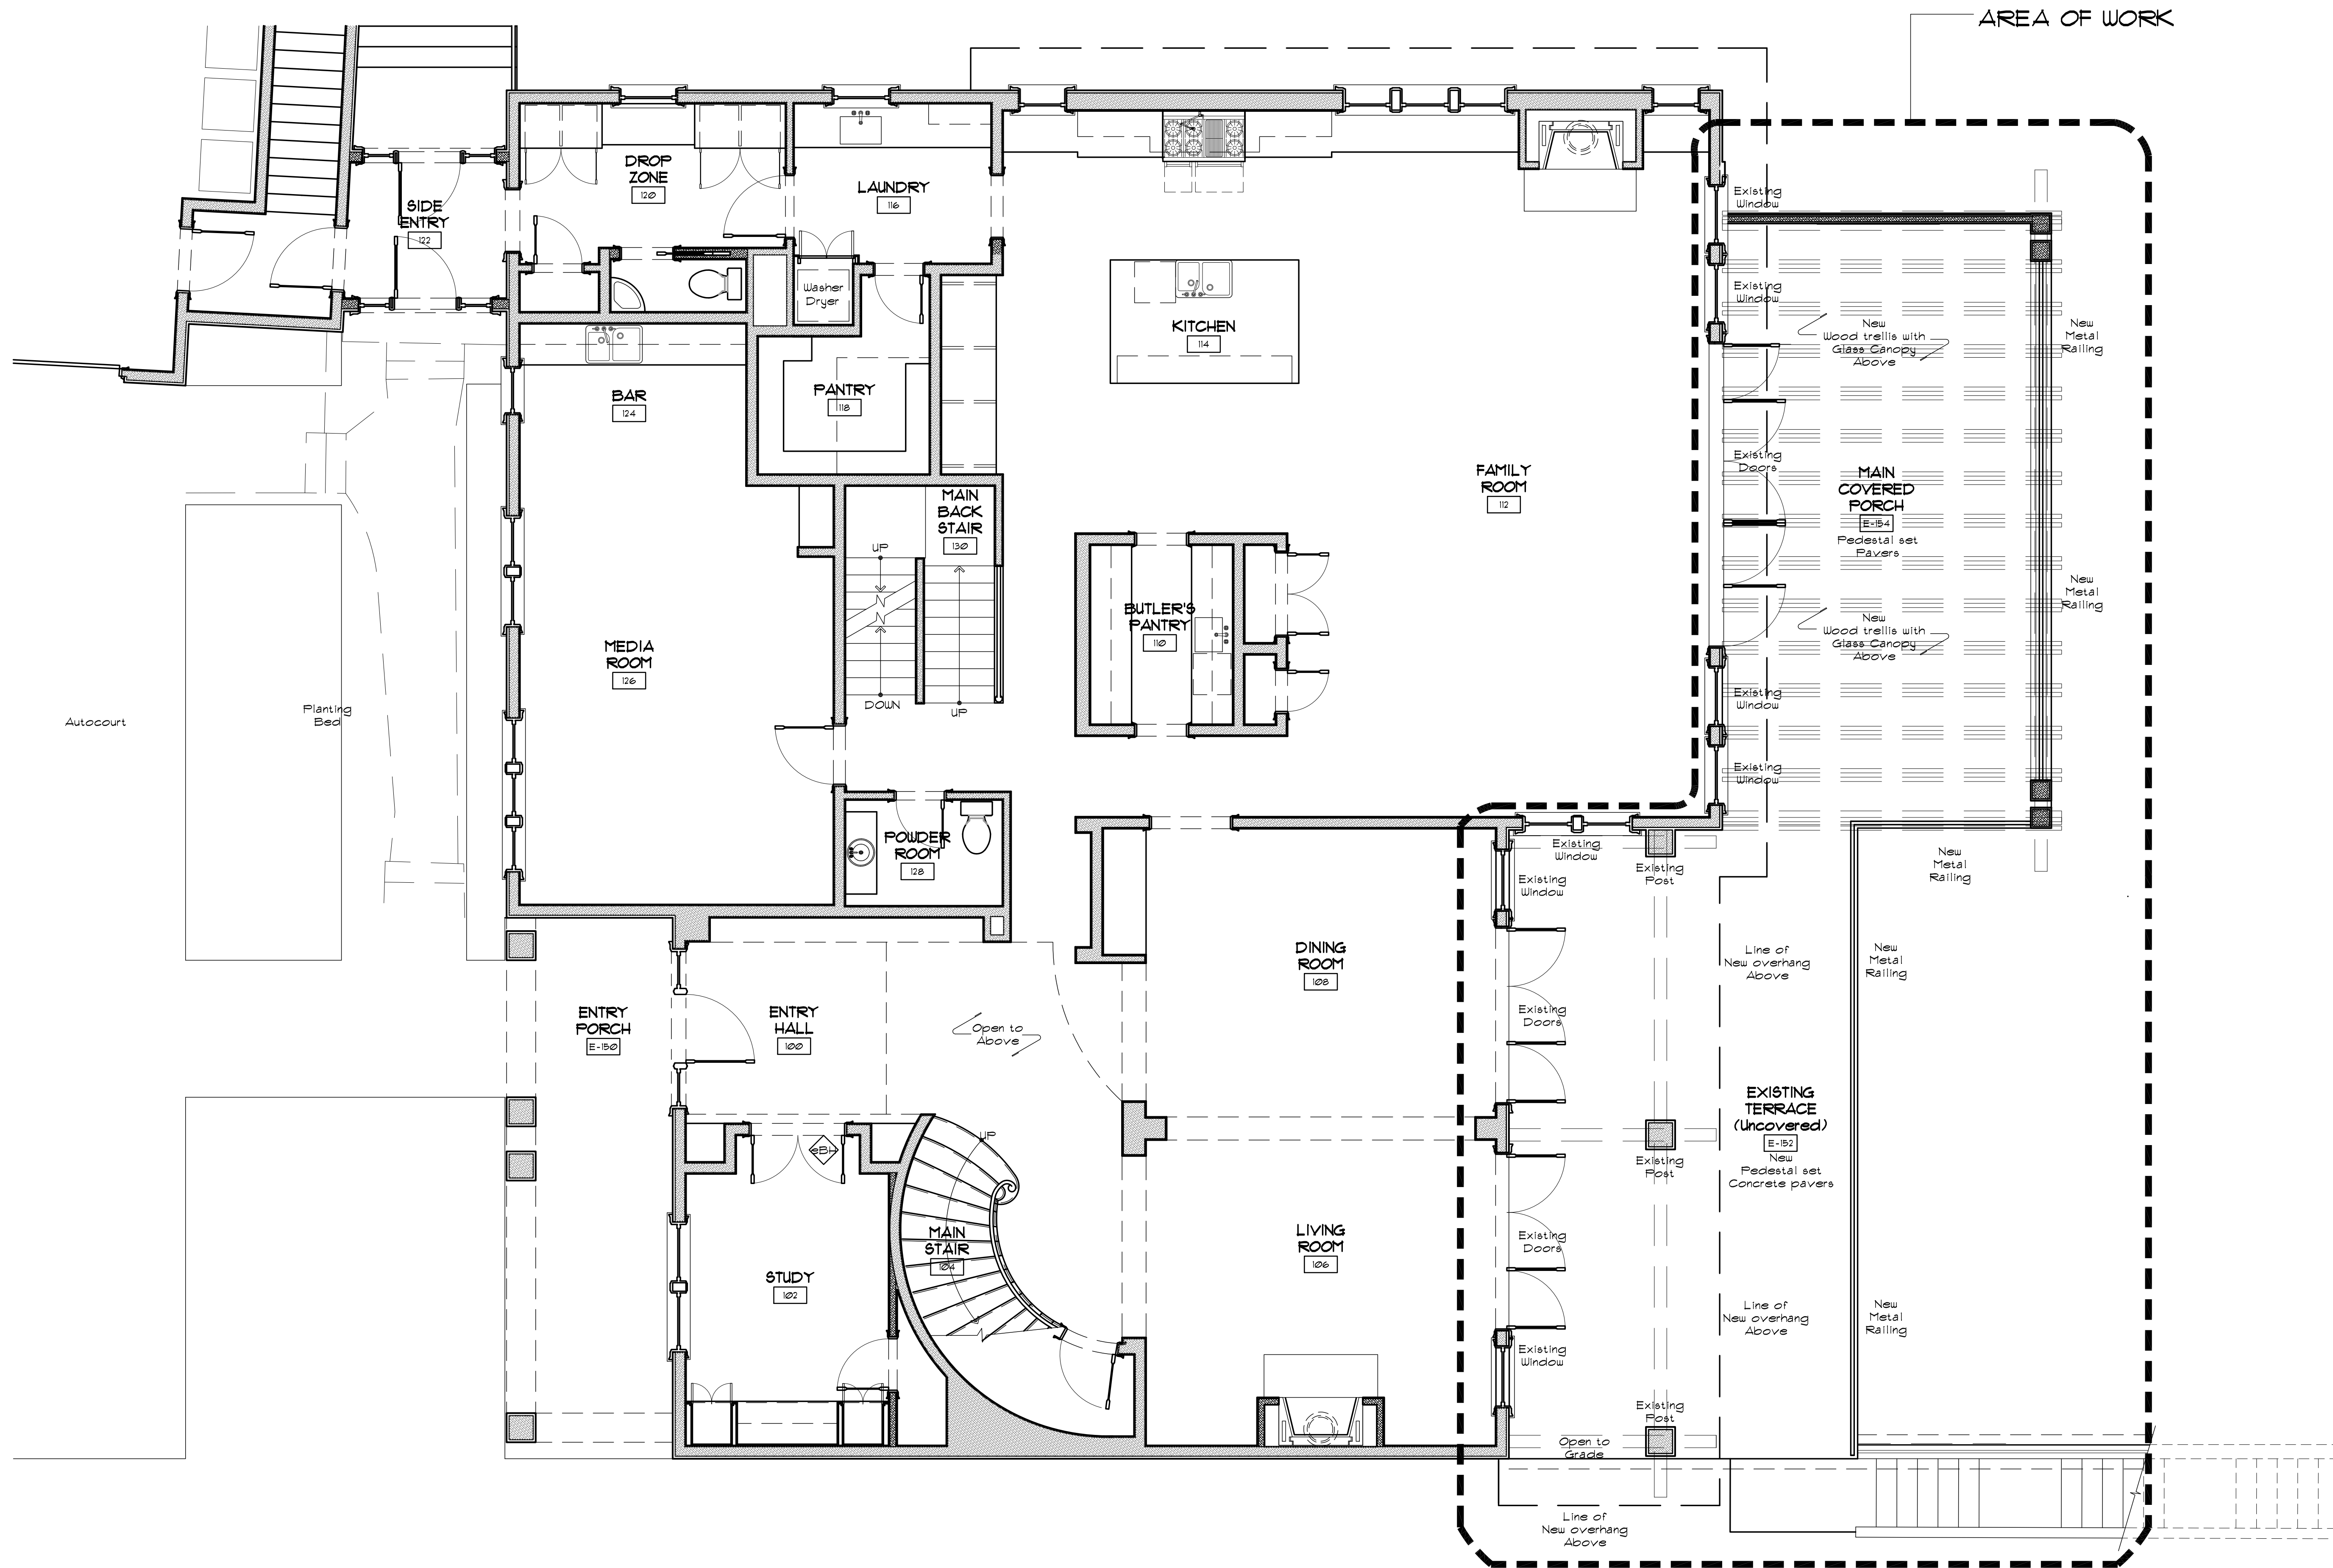 AREA OF WORK
DROP
ZONE
120
LAUNDRY
116
SIDE
ENTRY
122
Existing
Window
Washer
Dryer
Existing
Window
KITCHEN
114
New
Wood trellis with
Glass Canopy
Above
New
Metal
Railing
BAR
124
PANTRY
118
Existing
Doors
FAMILY
ROOM
112
MAIN
COVERED
PORCH
E-154
Pedestal set
Pavers
MAIN
BACK
STAIR
130
UP
New
Metal
Railing
BUTLER'S
PANTRY
110
New
Wood trellis with
Glass Canopy
Above
MEDIA
ROOM
126
Autocourt
Planting
Bed
DOWN
UP
Existing
Window
Existing
Window
POWDER
ROOM
128
Existing
Window
Existing
Post
New
Metal
Railing
Existing
Window
DINING
ROOM
108
Line of
New overhang
Above
New
Metal
Railing
ENTRY
PORCH
E-150
ENTRY
HALL
100
Open to
Above
Existing
Doors
EXISTING
TERRACE
(Uncovered)
E-152
New
Pedestal set
Concrete pavers
UP
Existing
Post
MAIN
STAIR
104
LIVING
ROOM
106
Existing
Doors
STUDY
102
Line of
New overhang
Above
New
Metal
Railing
Existing
Window
Existing
Post
Open to
Grade
Line of
New overhang
Above